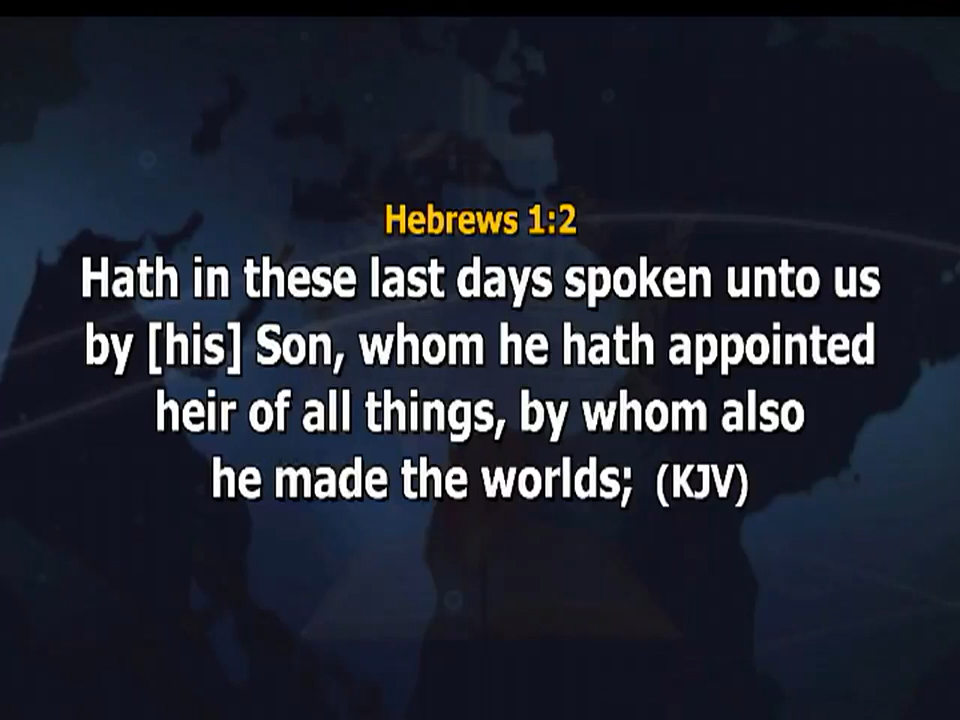 Hebrews 1:2
Hath in these last days spoken unto us
by [his] Son, whom he hath appointed
heir of all things, by whom also
he made the worlds; (KJV)